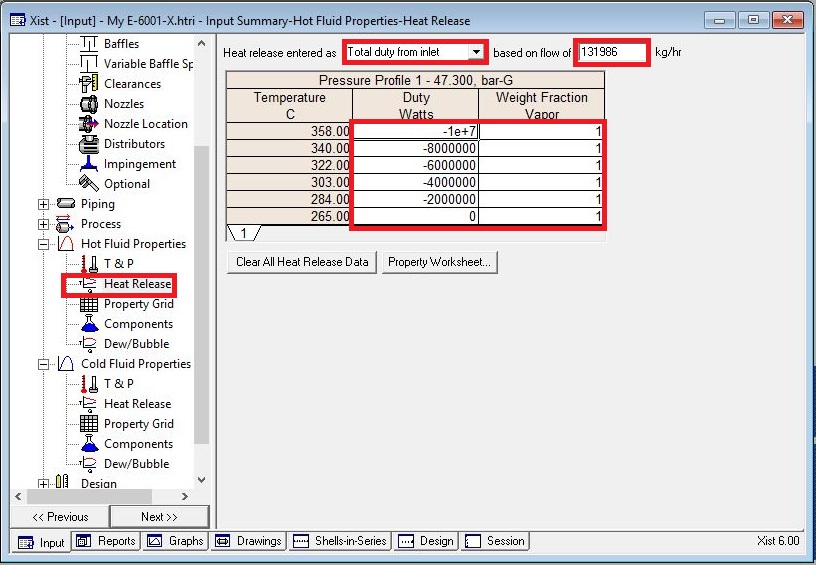 Xist - [Input] - My E-6001-X.htri - Input Summary-Hot Fluid Properties-Heat Release
Baffles
Variable Baffle Sp
Clearances
Nozzles
Nozzle Location
Distributors
Impingement
Optional
Piping
Process
Hot Fluid Properties
T & P
Heat Release
Property Grid
Components
Dew/Bubble
Cold Fluid Properties
T & P
Heat Release
Property Grid
Components
Dew/Bubble
Design
<< Previous
Next >>
Heat release entered as Total duty from inlet based on flow of 131986 kg/hr
Pressure Profile 1 - 47.300, bar-G
Temperature Duty Weight Fraction
C Watts Vapor
358.00 -1e+7 1
340.00 -8000000 1
322.00 -6000000 1
303.00 -4000000 1
284.00 -2000000 1
265.00 0 1
1
Clear All Heat Release Data Property Worksheet...
Input Reports Graphs Drawings Shells-in-Series Design Session Xist 6.00